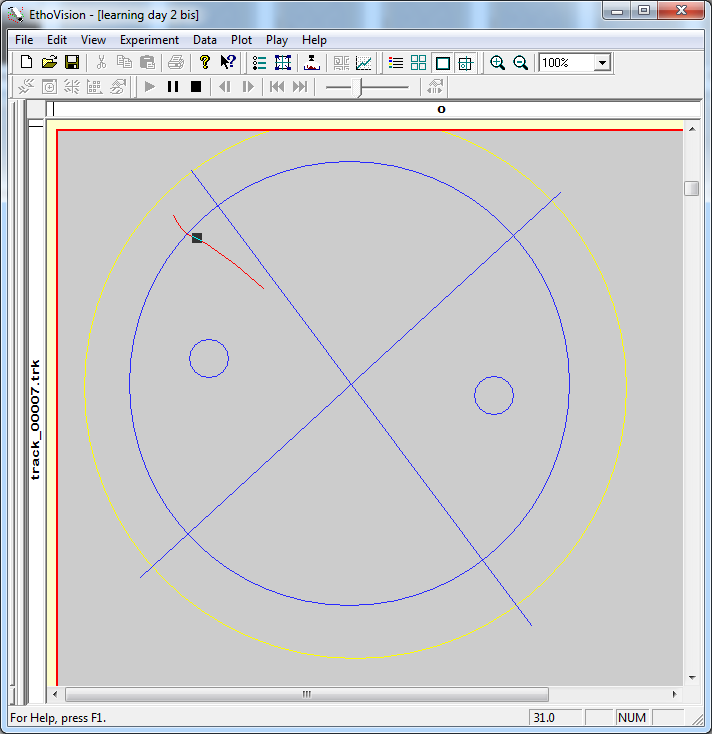 EthoVision - [learning day 2 bis]
File Edit View Experiment Data Plot Play Help
100%
o
track_00007.trk
For Help, press F1.
31.0
NUM